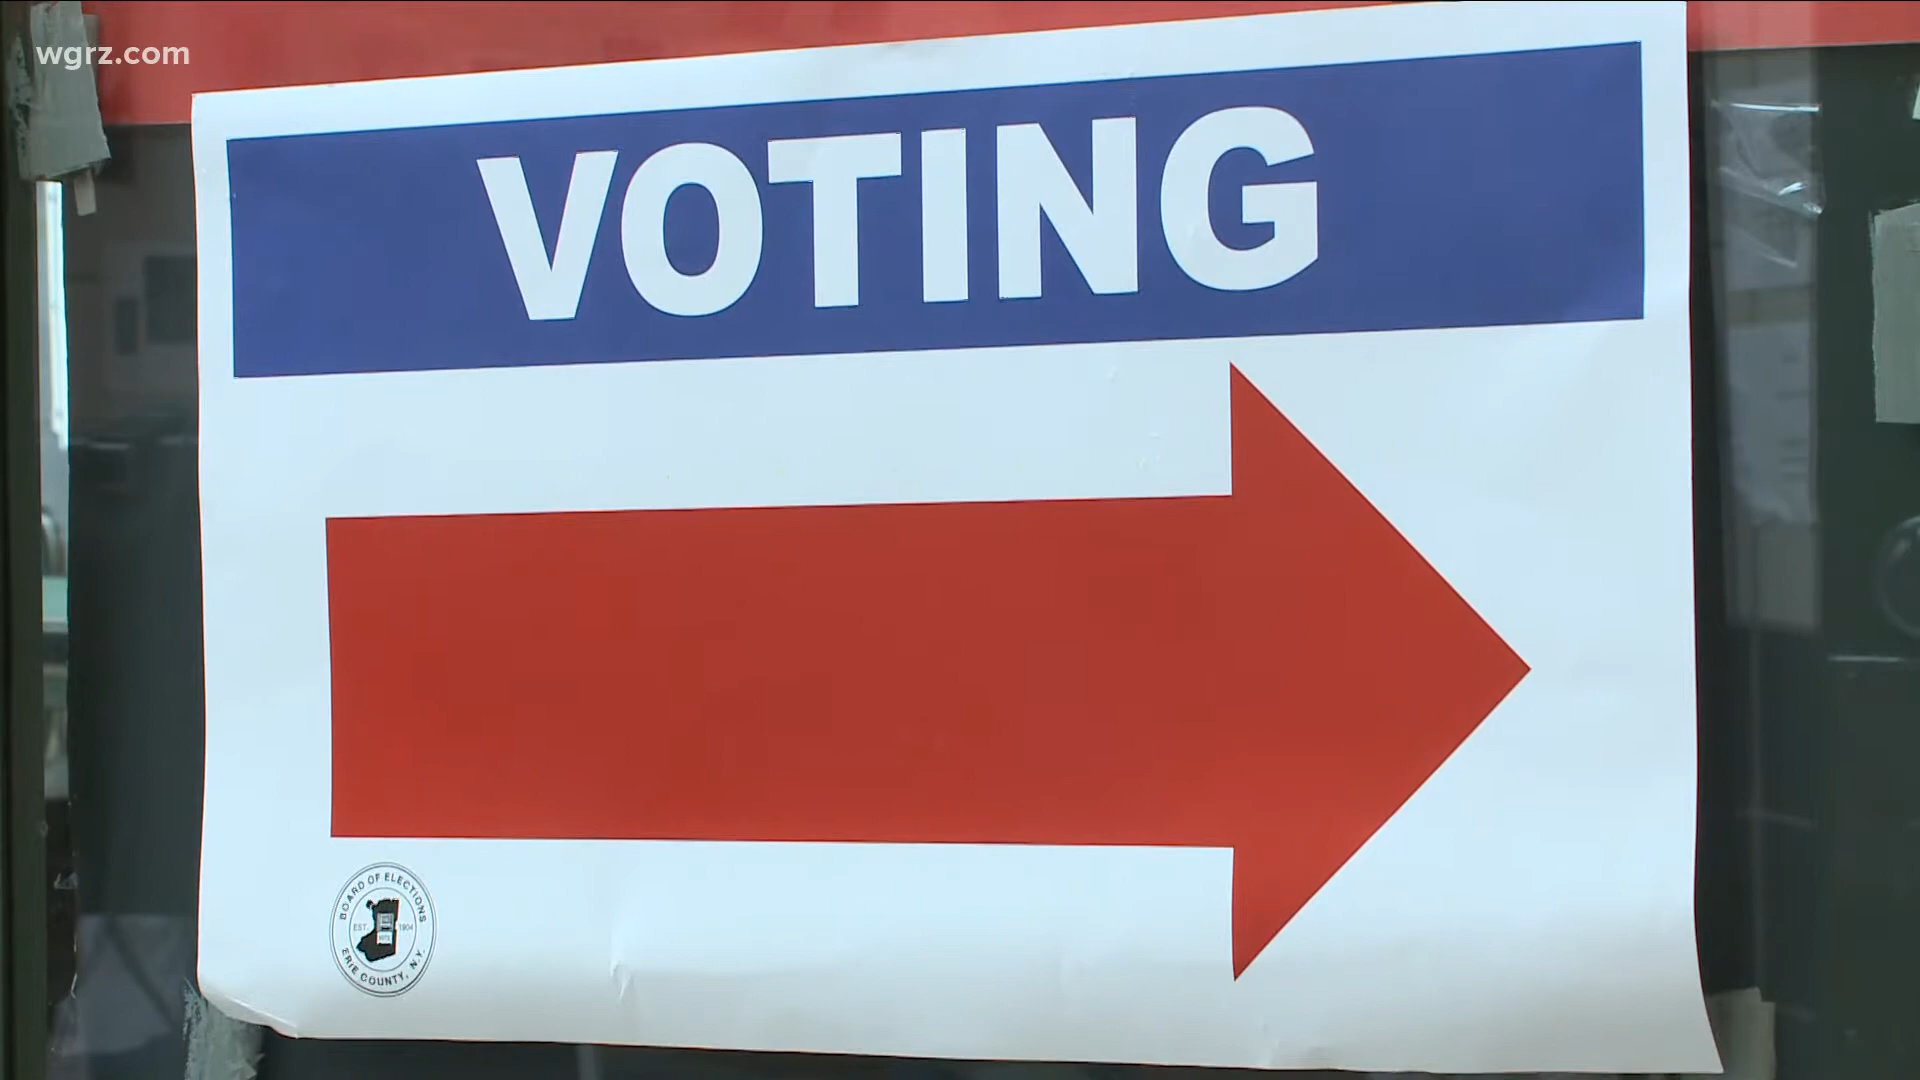 wgrz.com
VOTING
BOARD OF ELECTIONS
EST. 1904
ERIE COUNTY, N.Y.